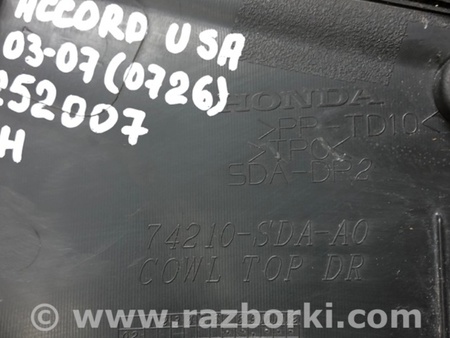 ACCORD USA
03-07 (0726)
252007
H
HONDA
>PP-TD10<
>TPO<
SDA-DR2
74210-SDA-A0
COWL TOP DR
www.razborki.com